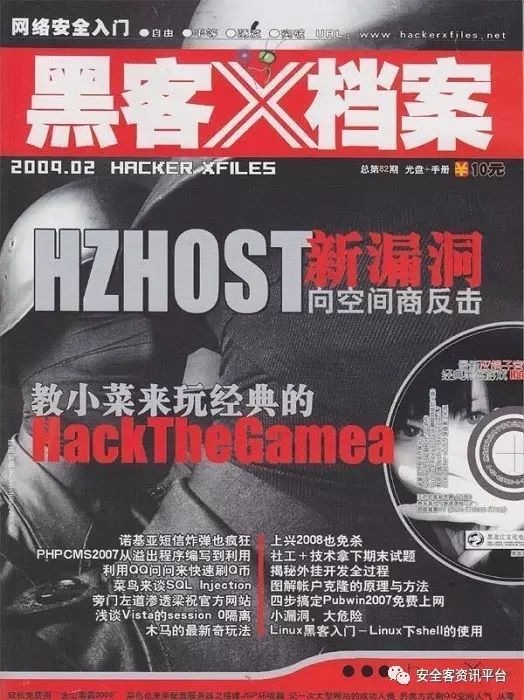 网络安全入门 ●自由 ●突破 URL: www.hackerxfiles.net
黑客X档案
2009.02 HACKER XFILES 总第82期 光盘+手册 ¥10元
HZHOST新漏洞
向空间商反击
教小菜来玩经典的
HackTheGamea
诺基亚短信炸弹也疯狂 上兴2008也免杀
PHPCMS2007从溢出程序编写到利用 社工+技术拿下期末试题
利用QQ问问来快速刷Q币 揭秘外挂开发全过程
菜鸟来谈SQL Injection 图解帐户克隆的原理与方法
旁门左道渗透梁祝官方网站 四步搞定Pubwin2007免费上网
浅谈Vista的session 0隔离 小漏洞，大危险
木马的最新奇玩法 Linux黑客入门-Linux下shell的使用
安全客资讯平台